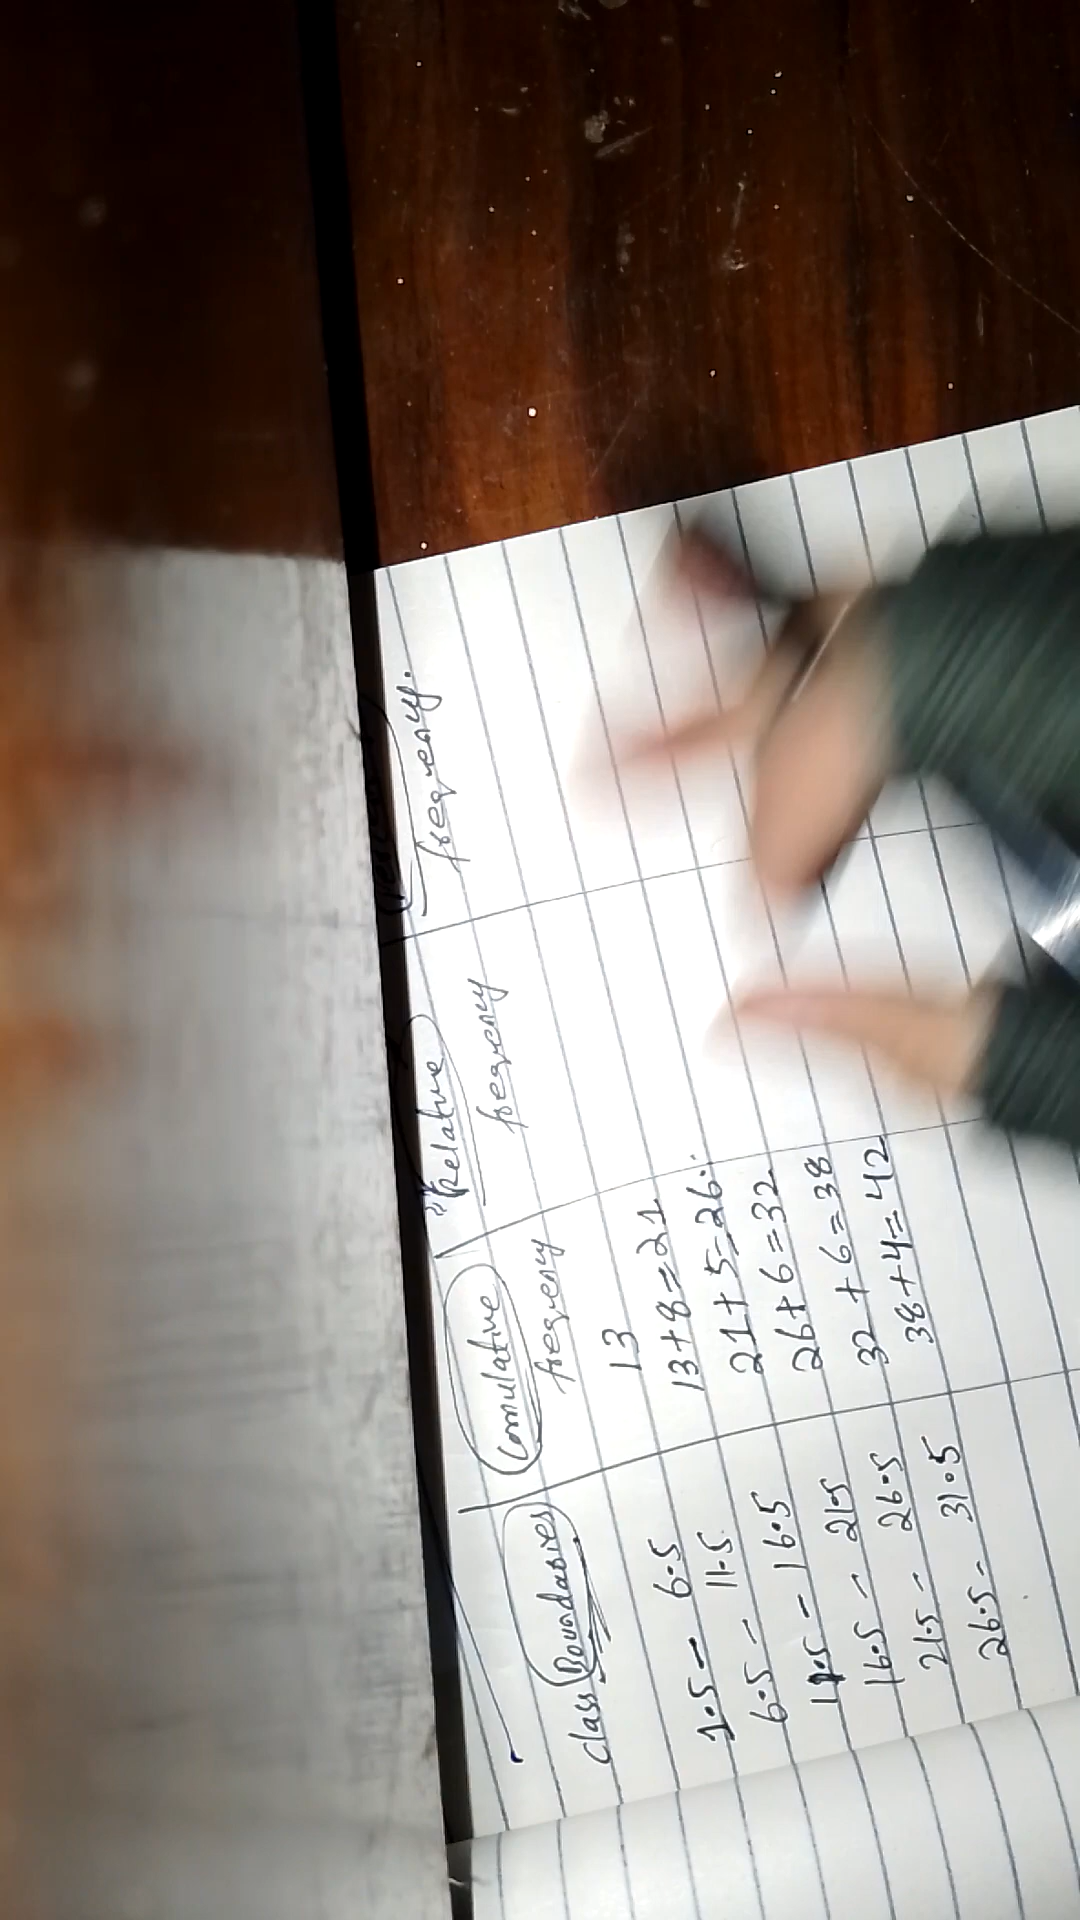 Class Boundaries | Comulative frequency | "Relative frequency | frequency.
1.5 - 6.5 | 13
6.5 - 11.5 | 13+8=21
11.5 - 16.5 | 21+5=26
16.5 - 21.5 | 26+6=32
21.5 - 26.5 | 32+6=38
26.5 - 31.5 | 38+4=42